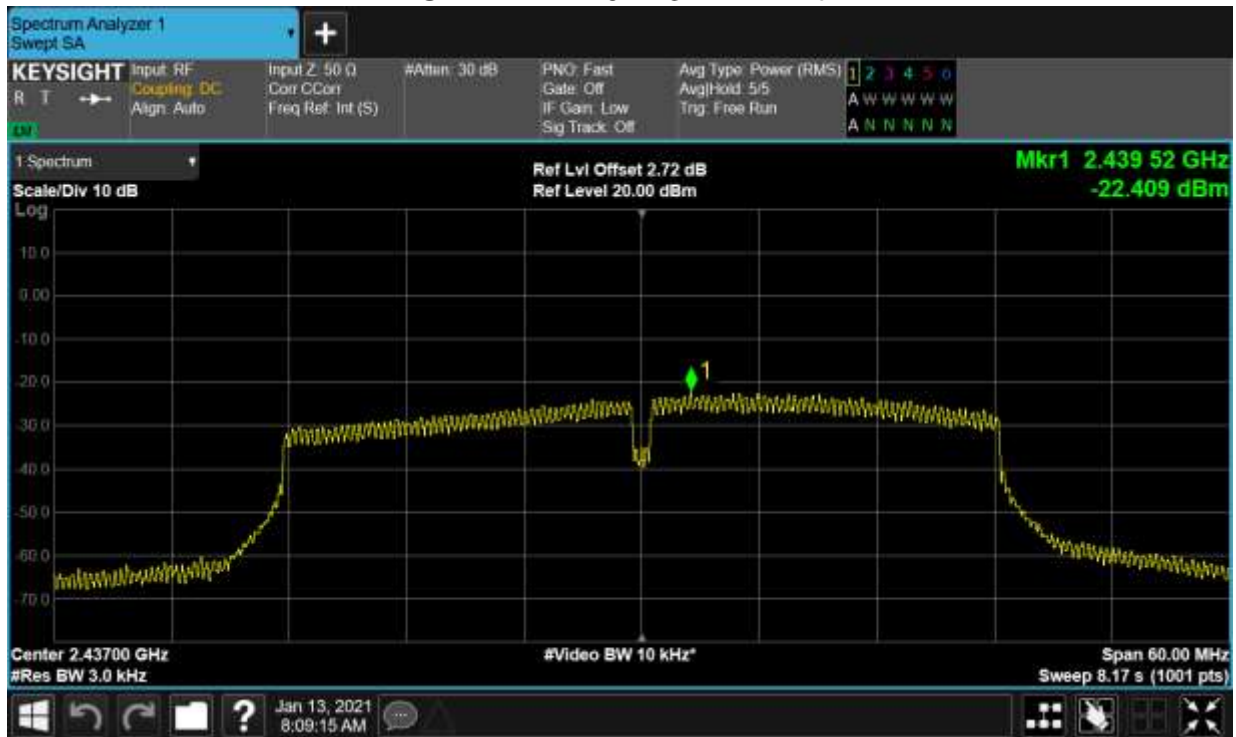 Spectrum Analyzer 1
Swept SA
+
KEYSIGHT
R T
Input: RF
Coupling: DC
Align: Auto
Input Z: 50 Ω
Corr CCorr
Freq Ref: Int (S)
#Atten: 30 dB
PNO: Fast
Gate: Off
IF Gain: Low
Sig Track: Off
Avg Type: Power (RMS)
Avg|Hold: 5/5
Trig: Free Run
1 2 3 4 5 6
A W W W W W
A N N N N N
1 Spectrum
Scale/Div 10 dB
Log
Ref Lvl Offset 2.72 dB
Ref Level 20.00 dBm
Mkr1 2.439 52 GHz
-22.409 dBm
10.0
0.00
-10.0
-20.0
-30.0
-40.0
-50.0
-60.0
-70.0
1
Center 2.43700 GHz
#Res BW 3.0 kHz
#Video BW 10 kHz*
Span 60.00 MHz
Sweep 8.17 s (1001 pts)
?
Jan 13, 2021
8:09:15 AM